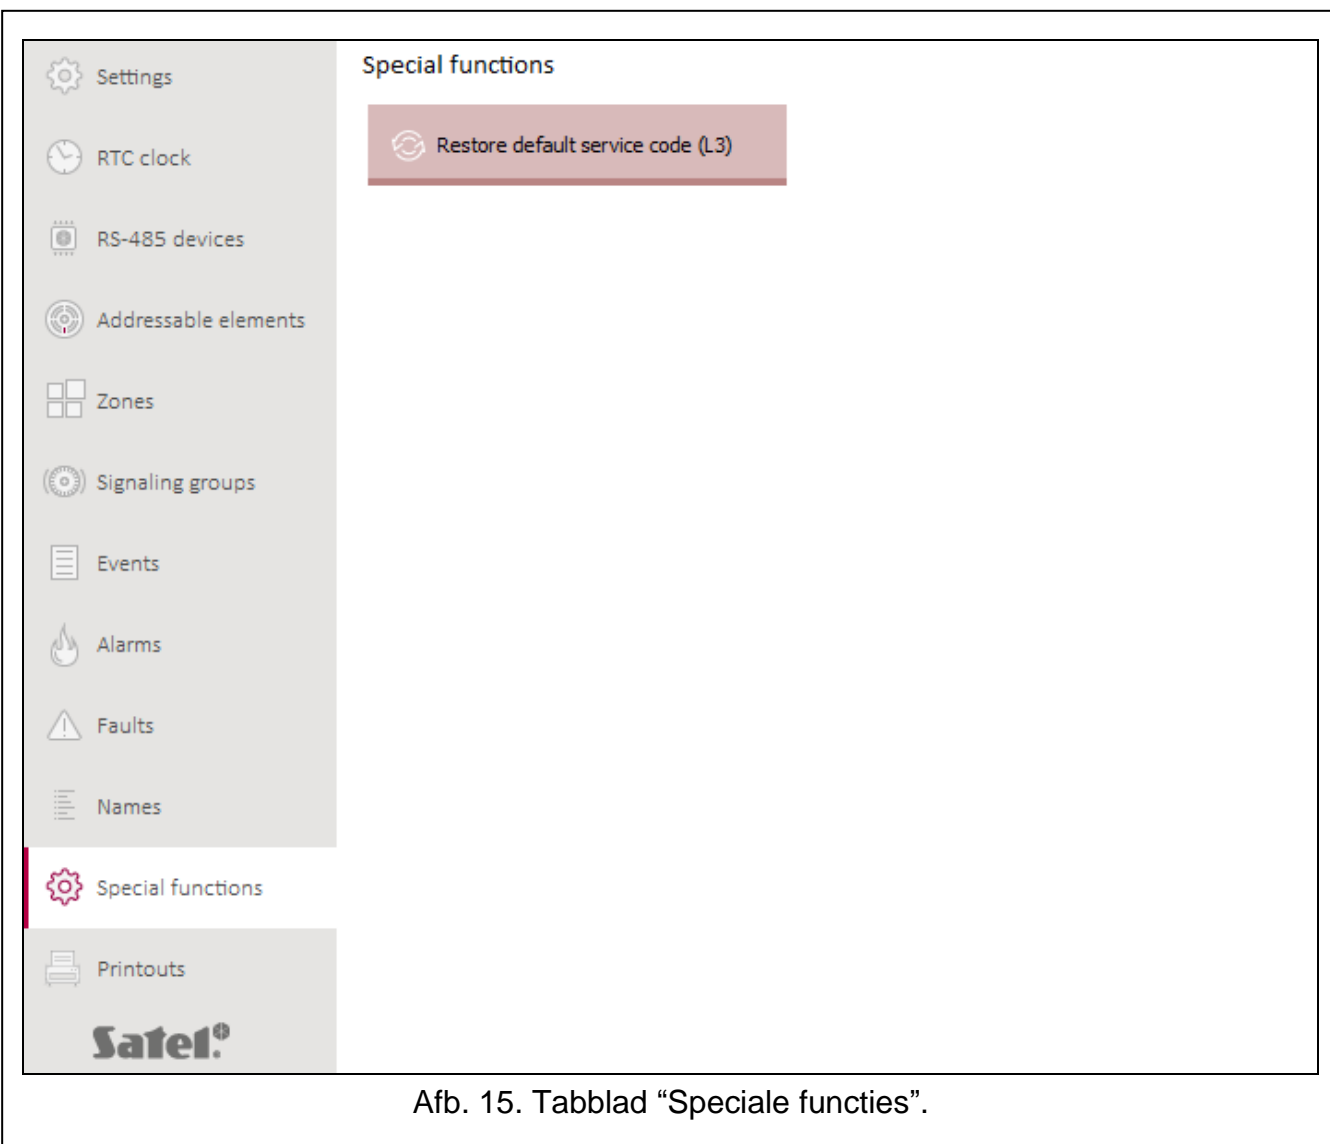 Settings
RTC clock
RS-485 devices
Addressable elements
Zones
Signaling groups
Events
Alarms
Faults
Names
Special functions
Printouts
Satel.®
Special functions
Restore default service code (L3)
Afb. 15. Tabblad “Speciale functies”.